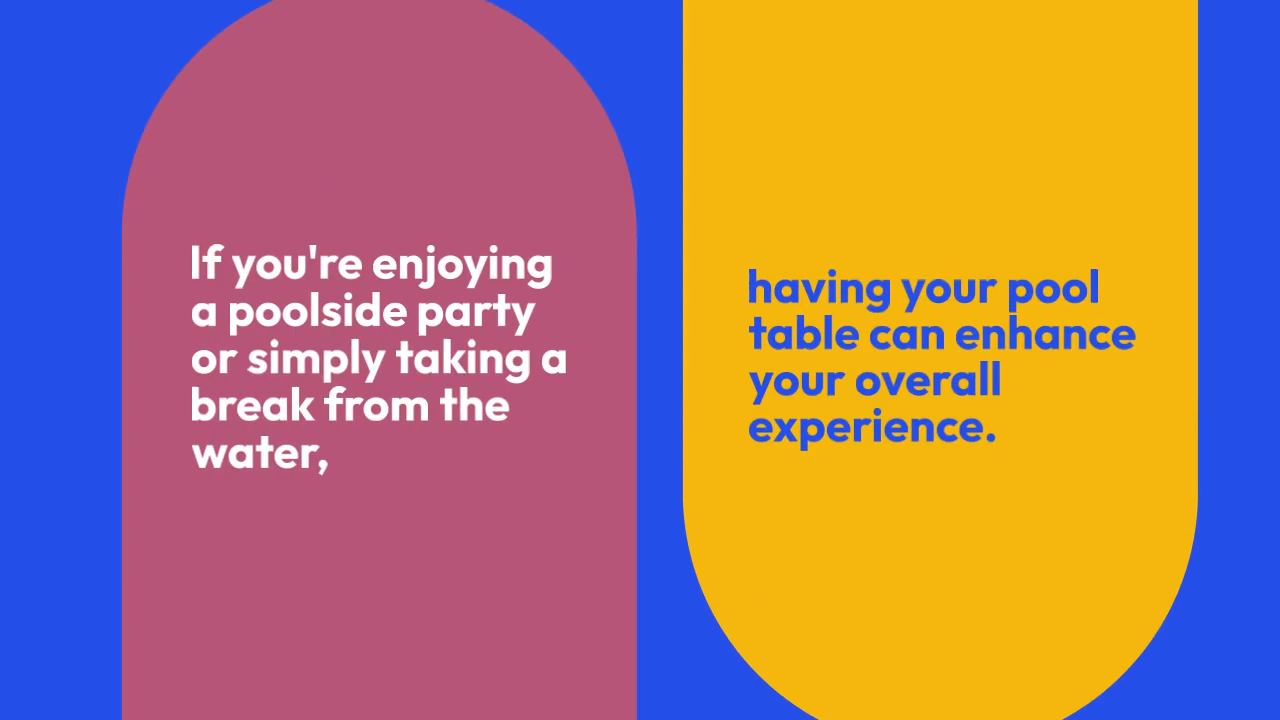 If you're enjoying
a poolside party
or simply taking a
break from the
water,
having your pool
table can enhance
your overall
experience.